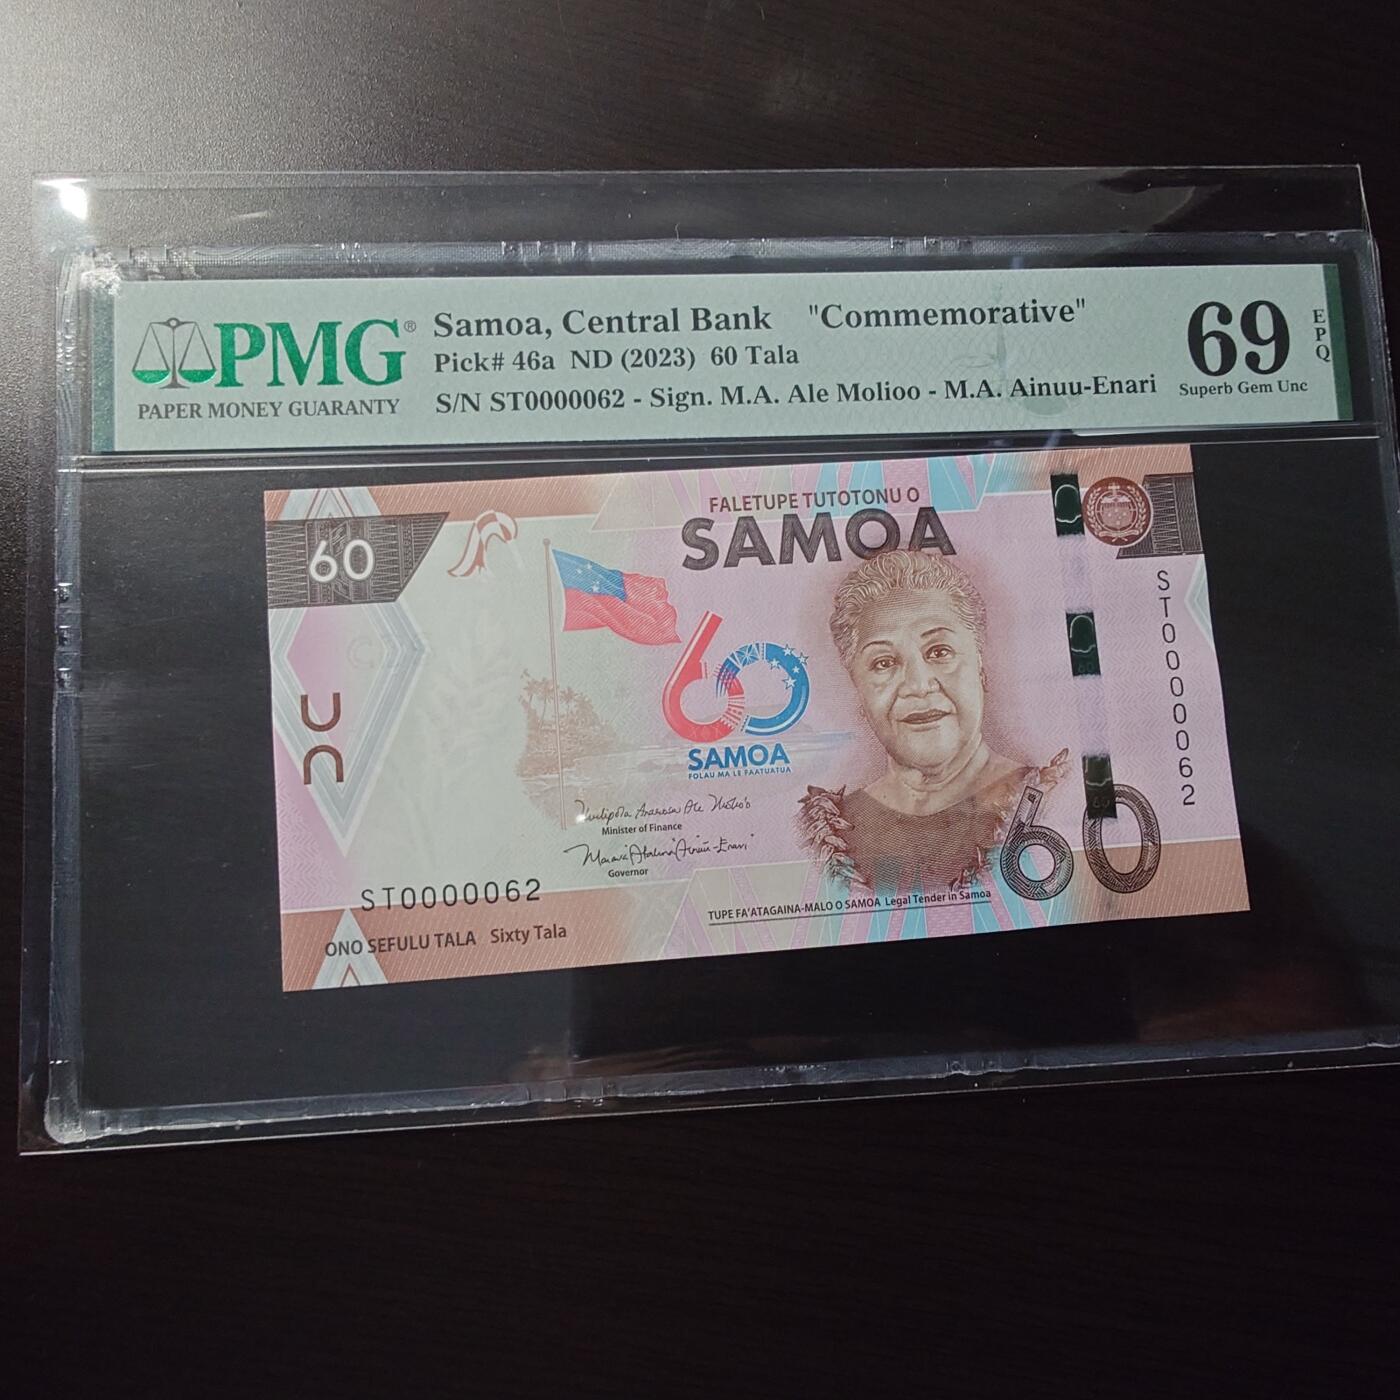 PMG®
PAPER MONEY GUARANTY
Samoa, Central Bank "Commemorative"
Pick# 46a ND (2023) 60 Tala
S/N ST0000062 - Sign. M.A. Ale Molioo - M.A. Ainuu-Enari
69
EPQ
Superb Gem Unc
60
FALETUPE TUTOTONU O
SAMOA
60
SAMOA
FOLAU MA LE FAATUATUA
Minister of Finance
Governor
ST0000062
ST0000062
ONO SEFULU TALA Sixty Tala
TUPE FA'ATAGAINA-MALO O SAMOA Legal Tender in Samoa
60